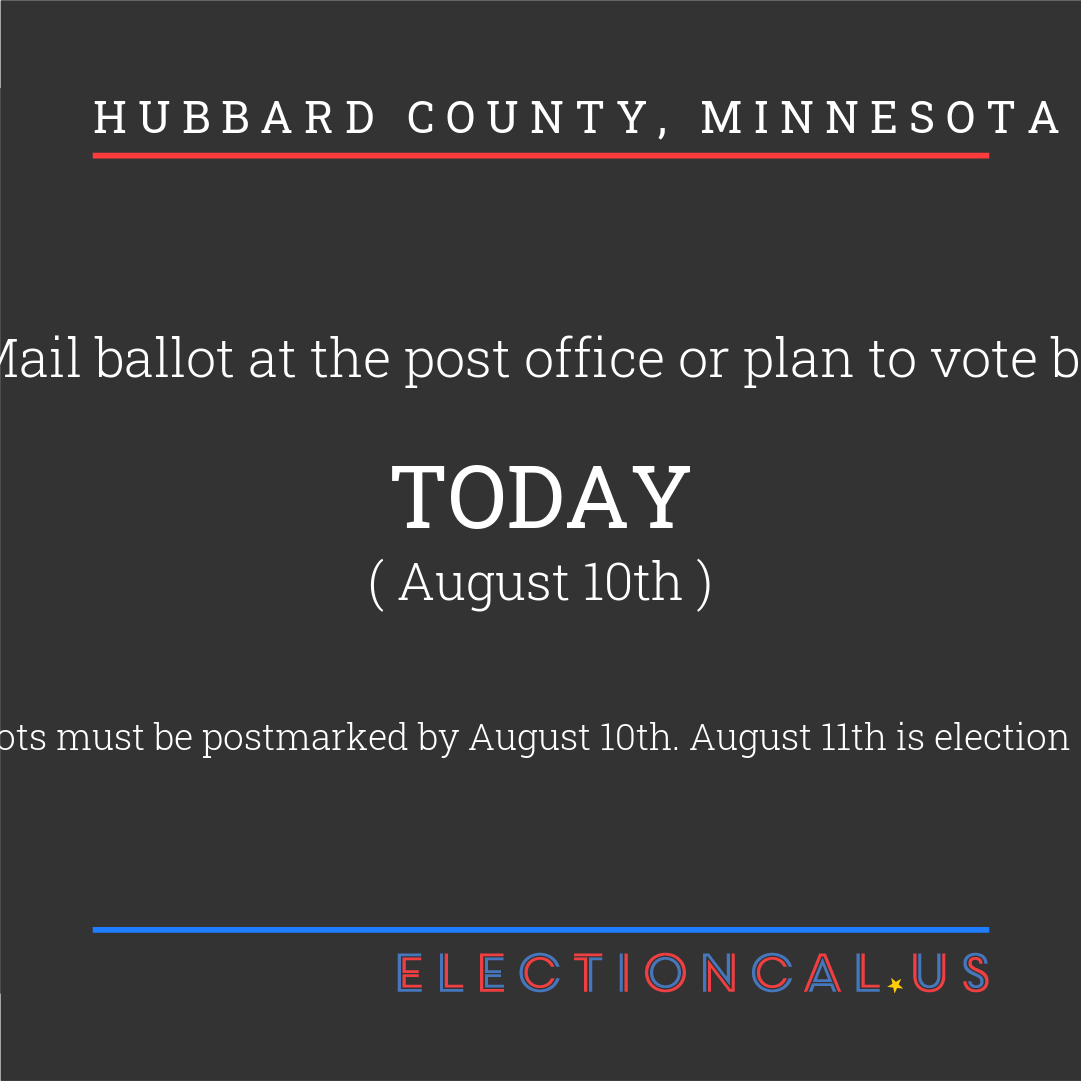 HUBBARD COUNTY, MINNESOTA
Mail ballot at the post office or plan to vote b
TODAY
( August 10th )
ots must be postmarked by August 10th. August 11th is election
ELECTIONCAL.US